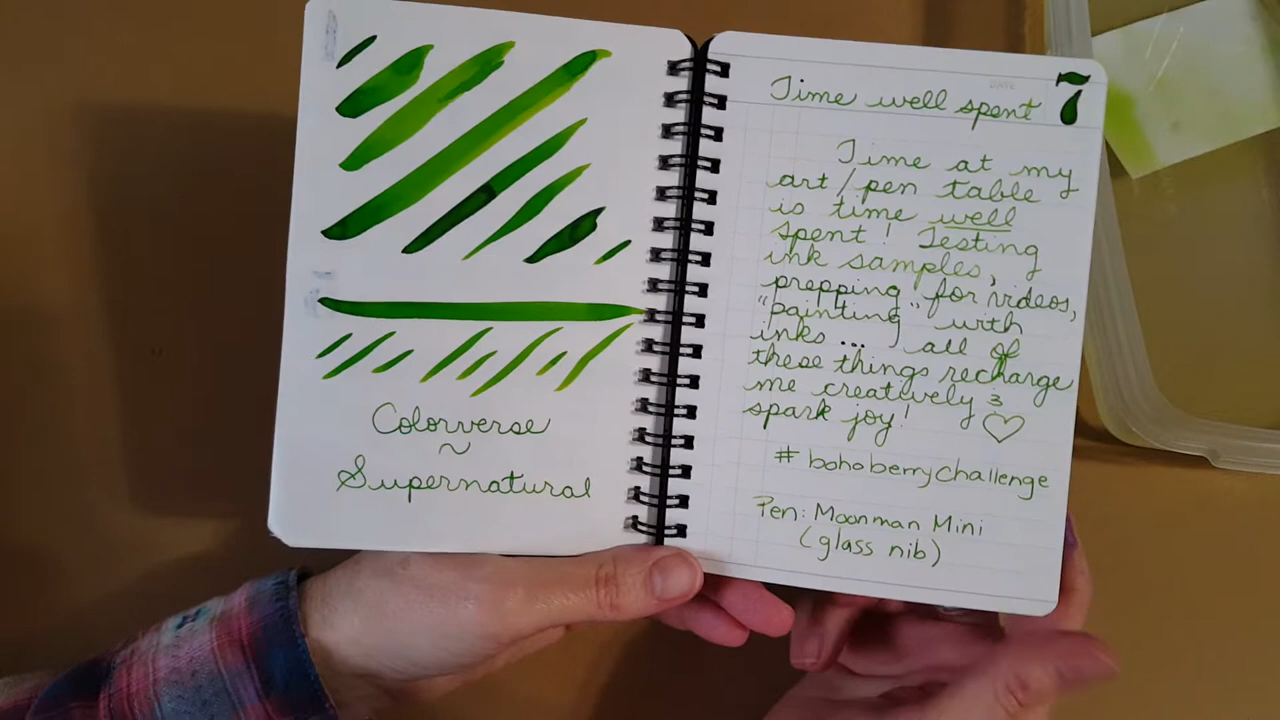 Colorverse
~
Supernatural
DATE
7
Time well spent
Time at my
art/pen table
is time well
spent! Testing
ink samples,
prepping for videos,
"painting" with
inks... all of
these things recharge
me creatively &
spark joy! ♡
#bohoberrychallenge
Pen: Moonman Mini
(glass nib)